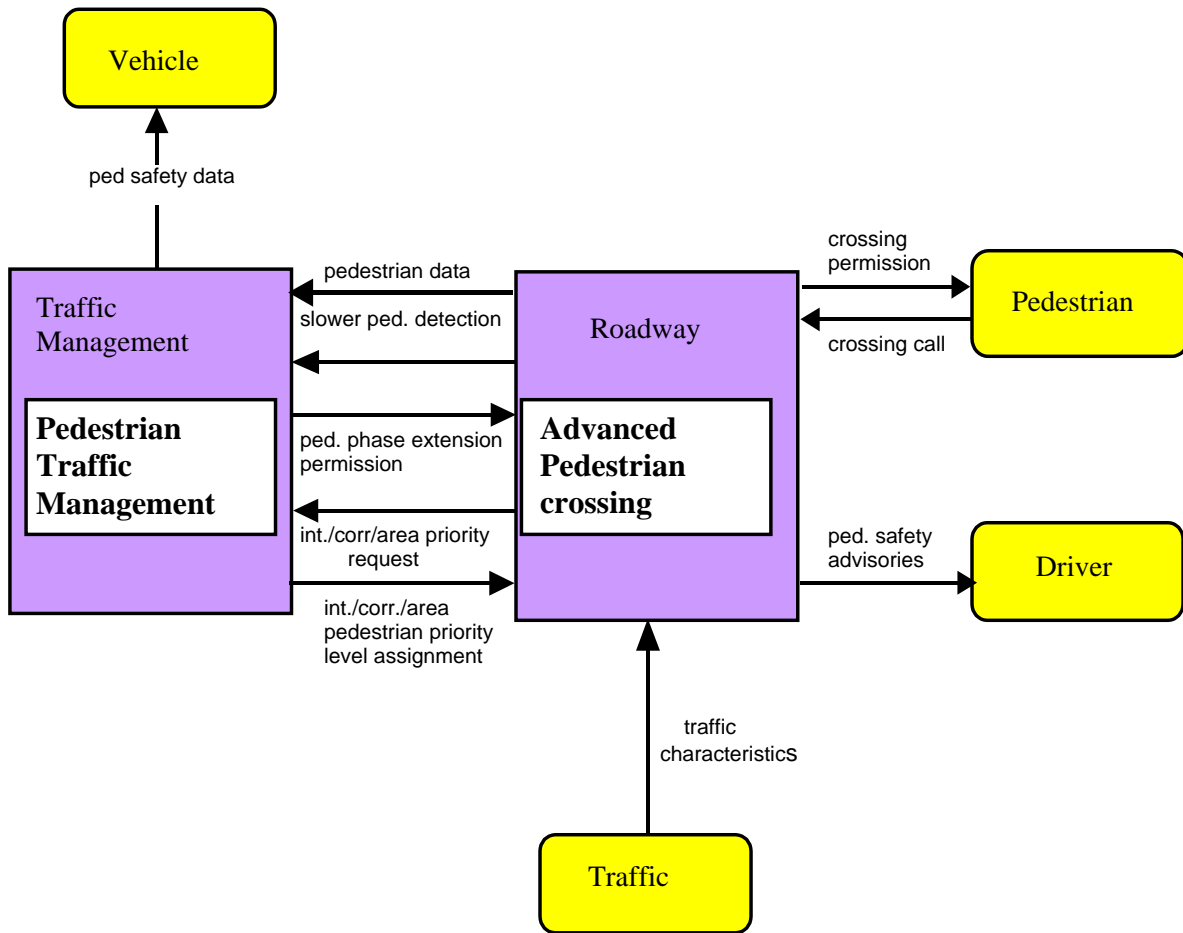 Vehicle
ped safety data
Traffic
Management
Pedestrian
Traffic
Management
pedestrian data
slower ped. detection
ped. phase extension
permission
int./corr/area priority
request
int./corr./area
pedestrian priority
level assignment
Roadway
Advanced
Pedestrian
crossing
crossing
permission
crossing call
Pedestrian
ped. safety
advisories
Driver
traffic
characteristics
Traffic